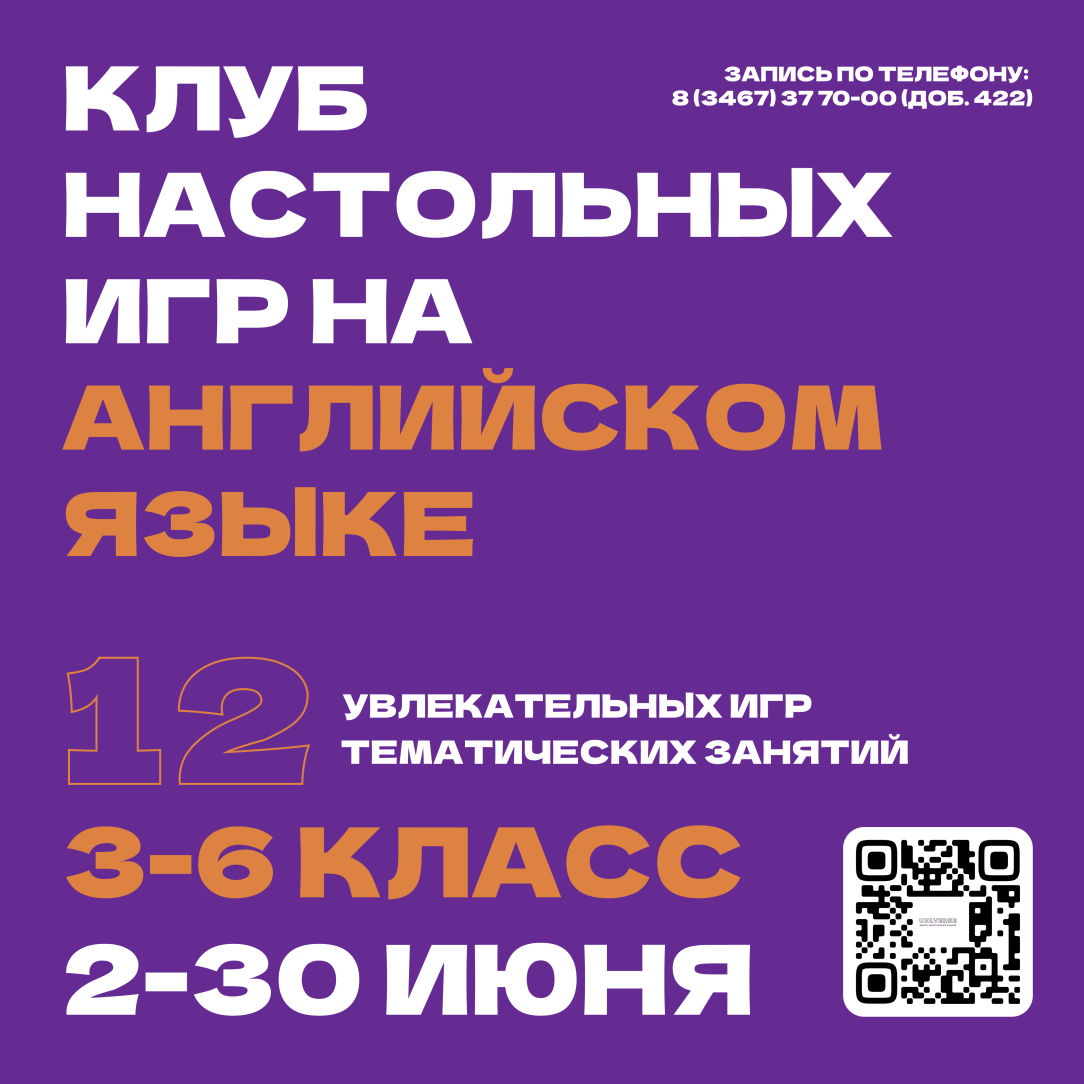 КЛУБ
НАСТОЛЬНЫХ
ИГР НА
АНГЛИЙСКОМ
ЯЗЫКЕ
ЗАПИСЬ ПО ТЕЛЕФОНУ:
8 (3467) 37 70-00 (ДОБ. 422)
12
УВЛЕКАТЕЛЬНЫХ ИГР
ТЕМАТИЧЕСКИХ ЗАНЯТИЙ
3-6 КЛАСС
2-30 ИЮНЯ
UNIVERSE